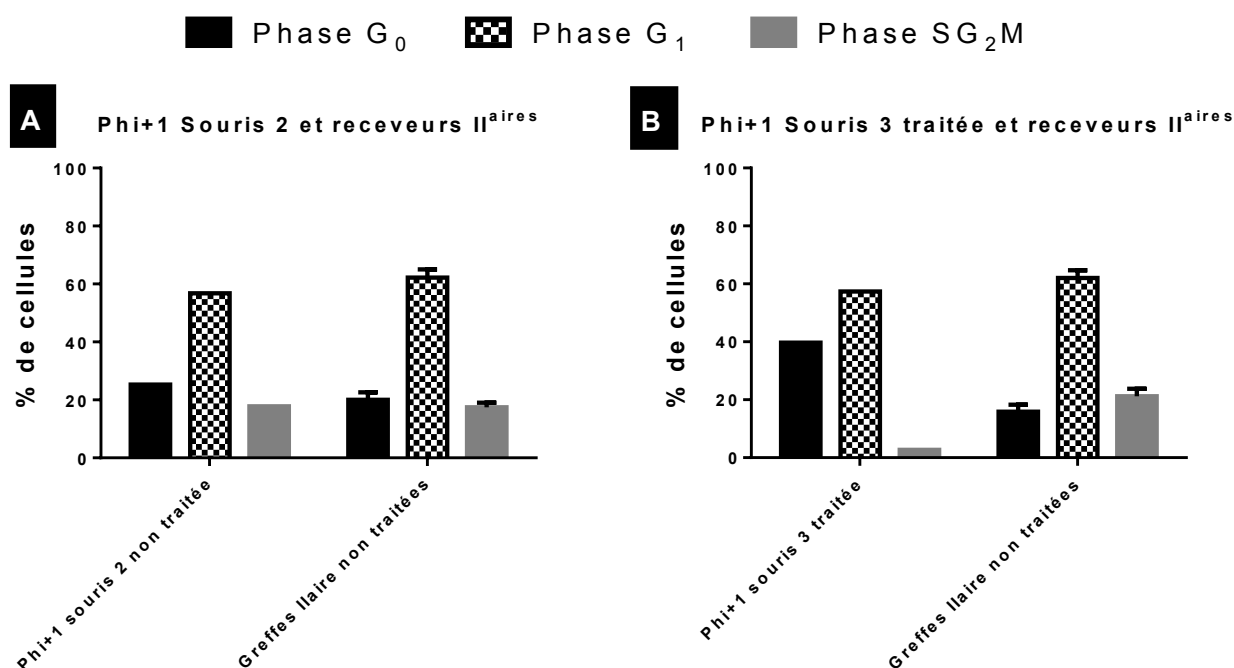 Phase G₀ Phase G₁ Phase SG₂M
A Phi+1 Souris 2 et receveurs IIᵃⁱʳᵉˢ
% de cellules
100
80
60
40
20
0
Phi+1 souris 2 non traitée
Greffes IIaire non traitées
B Phi+1 Souris 3 traitée et receveurs IIᵃⁱʳᵉˢ
% de cellules
100
80
60
40
20
0
Phi+1 souris 3 traitée
Greffes IIaire non traitées